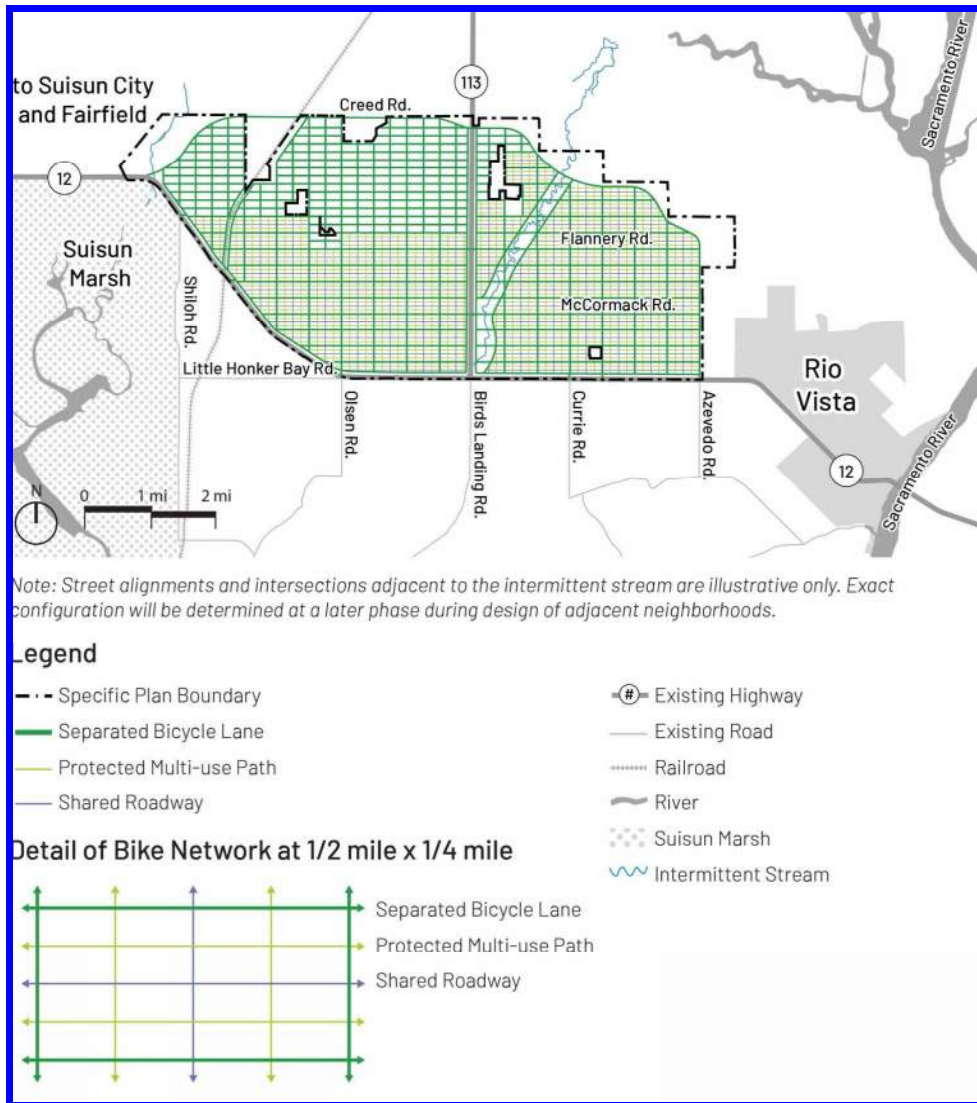 to Suisun City
and Fairfield
113
Creed Rd.
Sacramento River
12
Suisun
Marsh
Flannery Rd.
McCormack Rd.
Shiloh Rd.
Little Honker Bay Rd.
Olsen Rd.
Birds Landing Rd.
Currie Rd.
Azevedo Rd.
Rio
Vista
12
Sacramento River
N
0 1 mi 2 mi
Note: Street alignments and intersections adjacent to the intermittent stream are illustrative only. Exact
configuration will be determined at a later phase during design of adjacent neighborhoods.
Legend
Specific Plan Boundary
Separated Bicycle Lane
Protected Multi-use Path
Shared Roadway
# Existing Highway
Existing Road
Railroad
River
Suisun Marsh
Intermittent Stream
Detail of Bike Network at 1/2 mile x 1/4 mile
Separated Bicycle Lane
Protected Multi-use Path
Shared Roadway